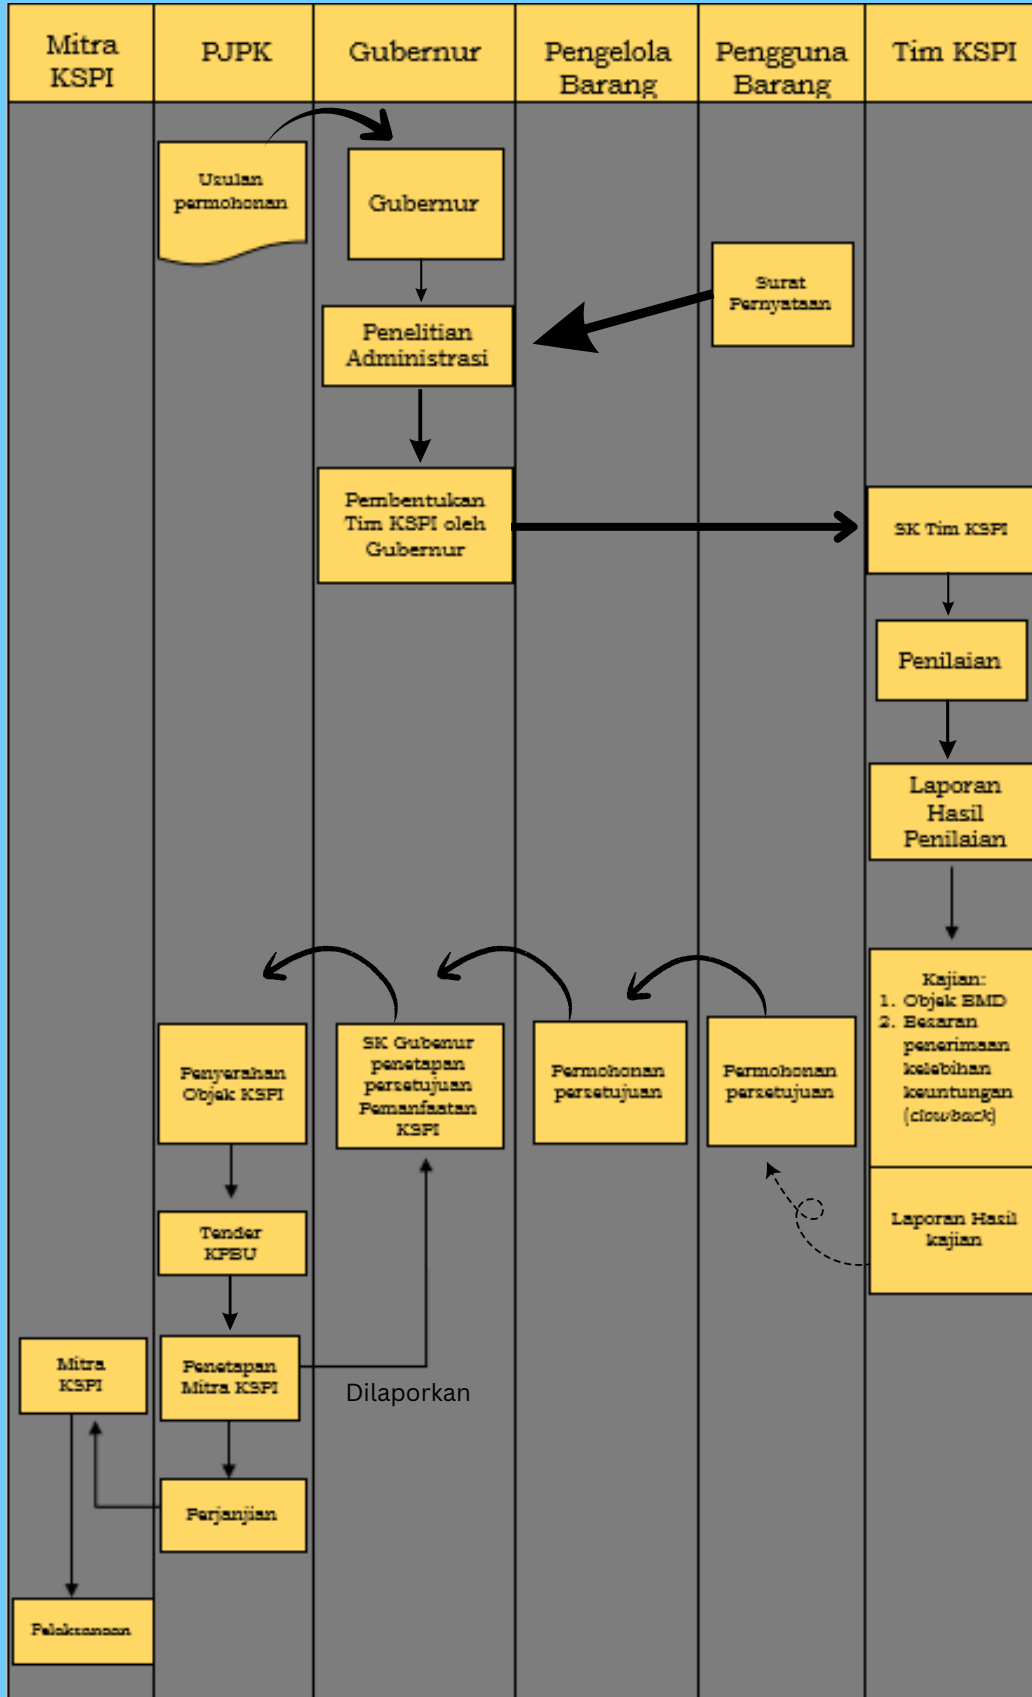 Mitra
KSPI
PJPK
Gubernur
Pengelola
Barang
Pengguna
Barang
Tim KSPI
Usulan
permohonan
Gubernur
Surat
Pernyataan
Penelitian
Administrasi
Pembentukan
Tim KSPI oleh
Gubernur
SK Tim KSPI
Penilaian
Laporan
Hasil
Penilaian
Kajian:
1. Objek BMD
2. Besaran
penerimaan
kelebihan
keuntungan
(clowback)
Laporan Hasil
kajian
Permohonan
persetujuan
Permohonan
persetujuan
SK Gubenur
penetapan
persetujuan
Pemanfaatan
KSPI
Penyerahan
Objek KSPI
Tender
KPBU
Penetapan
Mitra KSPI
Dilaporkan
Mitra
KSPI
Perjanjian
Pelaksanaan